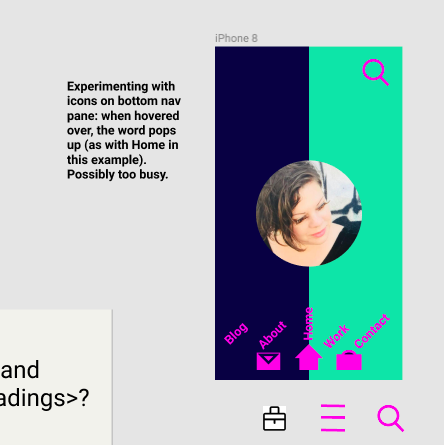 iPhone 8
Experimenting with
icons on bottom nav
pane: when hovered
over, the word pops
up (as with Home in
this example).
Possibly too busy.
Blog
About
Home
Work
Contact
and
adings>?